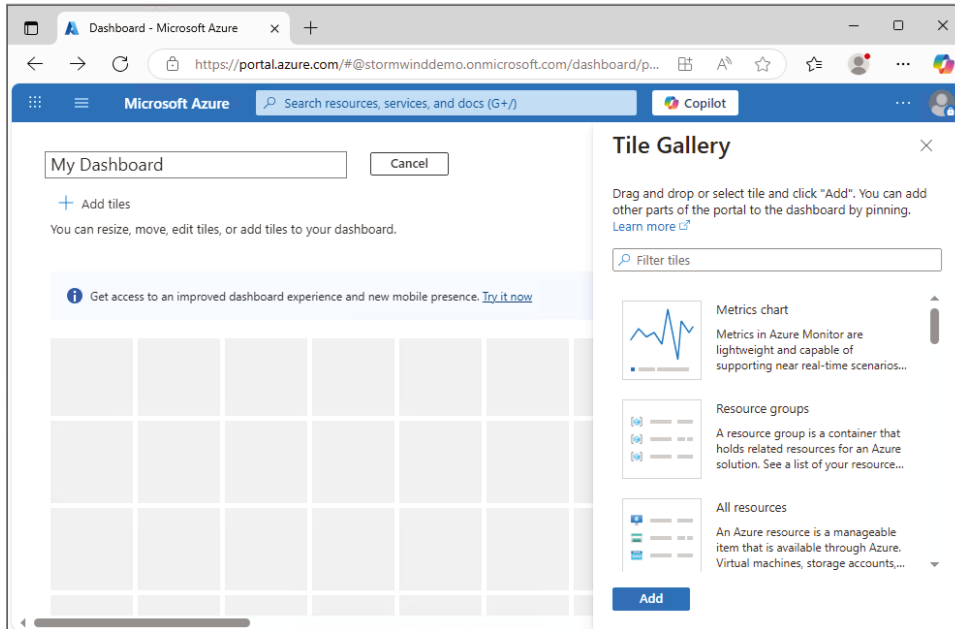 Dashboard - Microsoft Azure
https://portal.azure.com/#@stormwinddemo.onmicrosoft.com/dashboard/p...
Microsoft Azure
Search resources, services, and docs (G+/)
Copilot
My Dashboard
Cancel
Add tiles
You can resize, move, edit tiles, or add tiles to your dashboard.
Get access to an improved dashboard experience and new mobile presence. Try it now
Tile Gallery
Drag and drop or select tile and click "Add". You can add
other parts of the portal to the dashboard by pinning.
Learn more
Filter tiles
Metrics chart
Metrics in Azure Monitor are
lightweight and capable of
supporting near real-time scenarios...
Resource groups
A resource group is a container that
holds related resources for an Azure
solution. See a list of your resource...
All resources
An Azure resource is a manageable
item that is available through Azure.
Virtual machines, storage accounts,...
Add